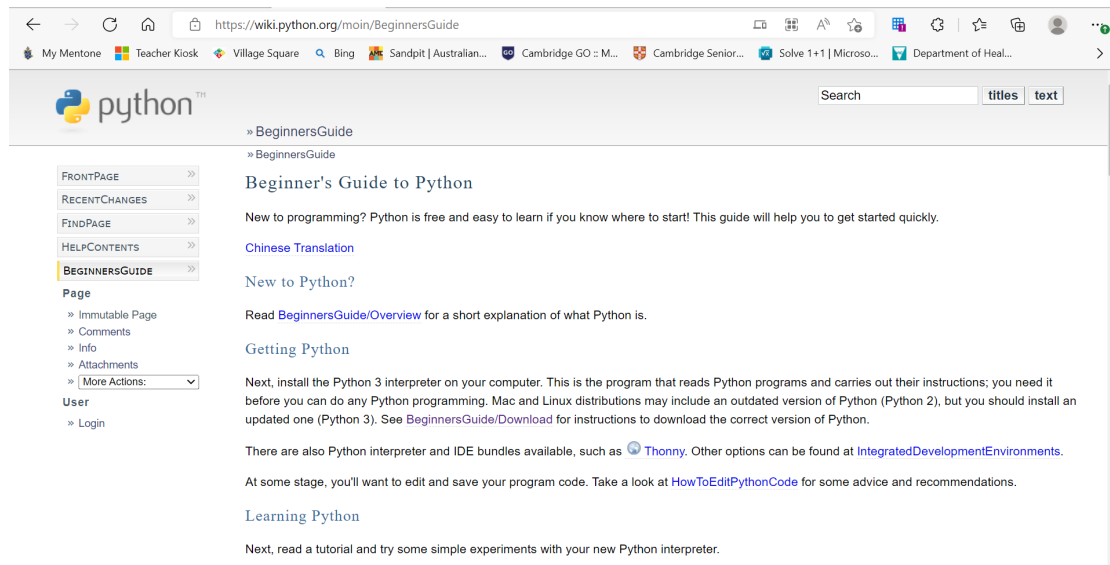 https://wiki.python.org/moin/BeginnersGuide
My Mentone
Teacher Kiosk
Village Square
Bing
Sandpit | Australian...
Cambridge GO :: M...
Cambridge Senior...
Solve 1+1 | Microso...
Department of Heal...
python™
Search
titles
text
» BeginnersGuide
» BeginnersGuide
FRONTPAGE »
RECENTCHANGES »
FINDPAGE »
HELPCONTENTS »
BEGINNERSGUIDE »
Page
» Immutable Page
» Comments
» Info
» Attachments
» More Actions:
User
» Login
Beginner's Guide to Python
New to programming? Python is free and easy to learn if you know where to start! This guide will help you to get started quickly.
Chinese Translation
New to Python?
Read BeginnersGuide/Overview for a short explanation of what Python is.
Getting Python
Next, install the Python 3 interpreter on your computer. This is the program that reads Python programs and carries out their instructions; you need it
before you can do any Python programming. Mac and Linux distributions may include an outdated version of Python (Python 2), but you should install an
updated one (Python 3). See BeginnersGuide/Download for instructions to download the correct version of Python.
There are also Python interpreter and IDE bundles available, such as Thonny. Other options can be found at IntegratedDevelopmentEnvironments.
At some stage, you'll want to edit and save your program code. Take a look at HowToEditPythonCode for some advice and recommendations.
Learning Python
Next, read a tutorial and try some simple experiments with your new Python interpreter.